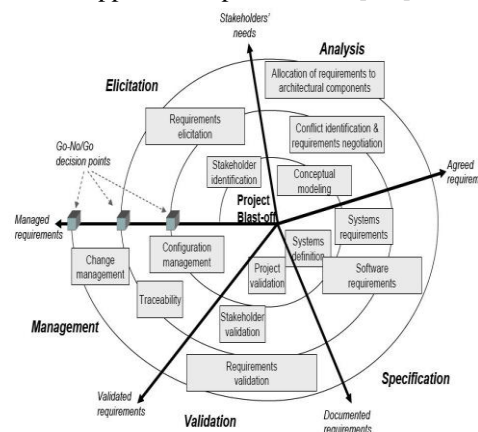 Stakeholders'
needs
Analysis
Allocation of requirements to
architectural components
Elicitation
Requirements
elicitation
Conflict identification &
requirements negotiation
Go-No/Go
decision points
Stakeholder
identification
Conceptual
modeling
Agreed
requirem
Project
Blast-off
Managed
requirements
Systems
requirements
Configuration
management
Systems
definition
Change
management
Project
validation
Software
requirements
Traceability
Stakeholder
validation
Management
Requirements
validation
Specification
Validated
requirements
Validation
Documented
requirements